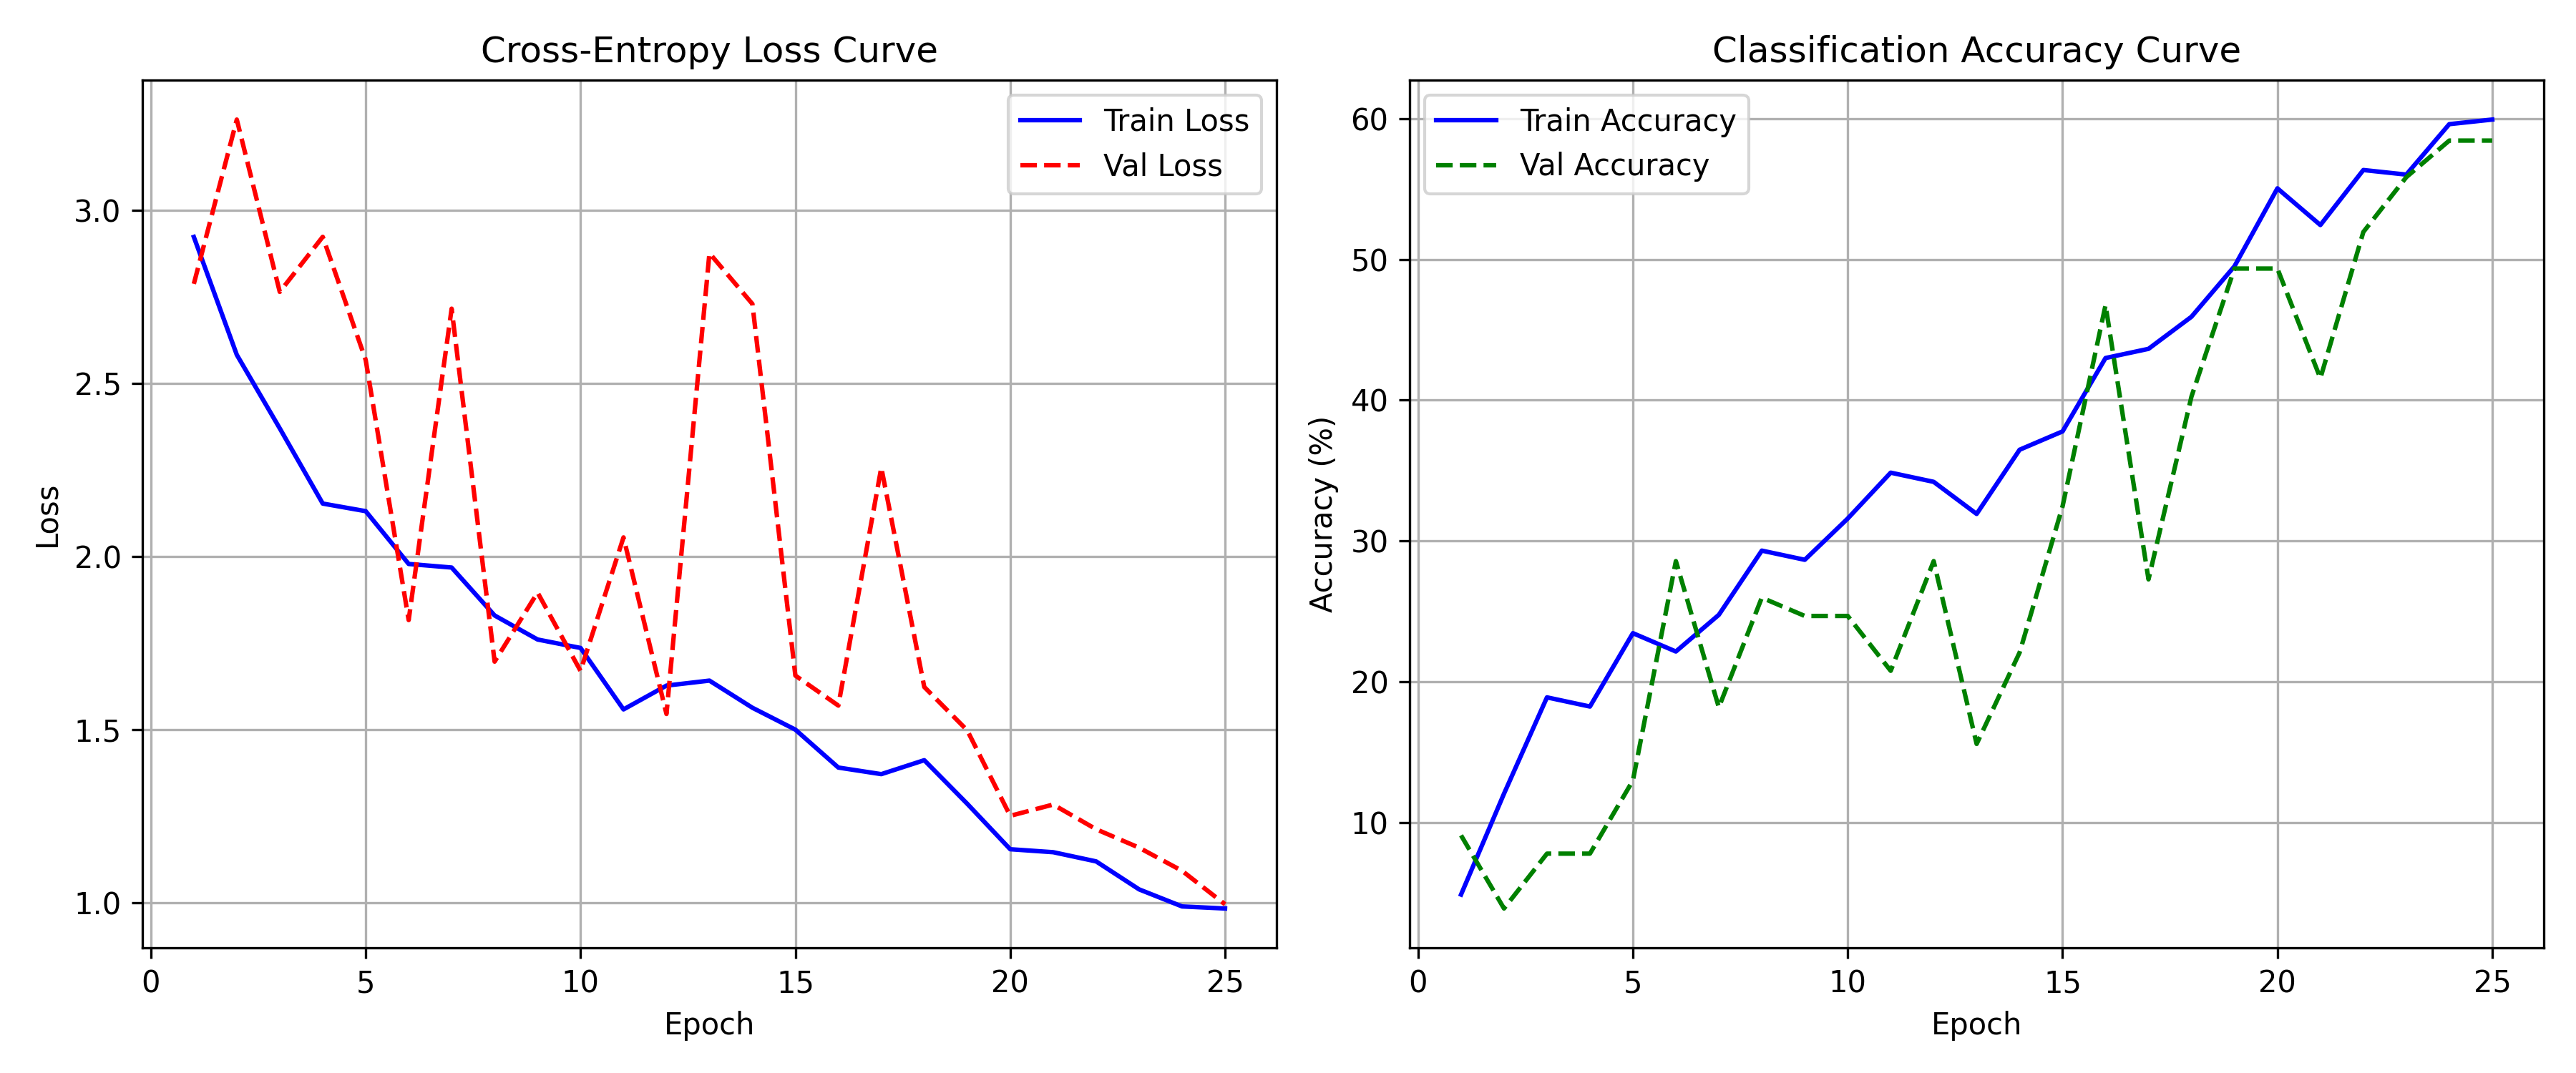 Cross-Entropy Loss Curve
Train Loss
Val Loss
3.0
2.5
2.0
1.5
1.0
Loss
0 5 10 15 20 25
Epoch
Classification Accuracy Curve
Train Accuracy
Val Accuracy
60
50
40
30
20
10
Accuracy (%)
0 5 10 15 20 25
Epoch